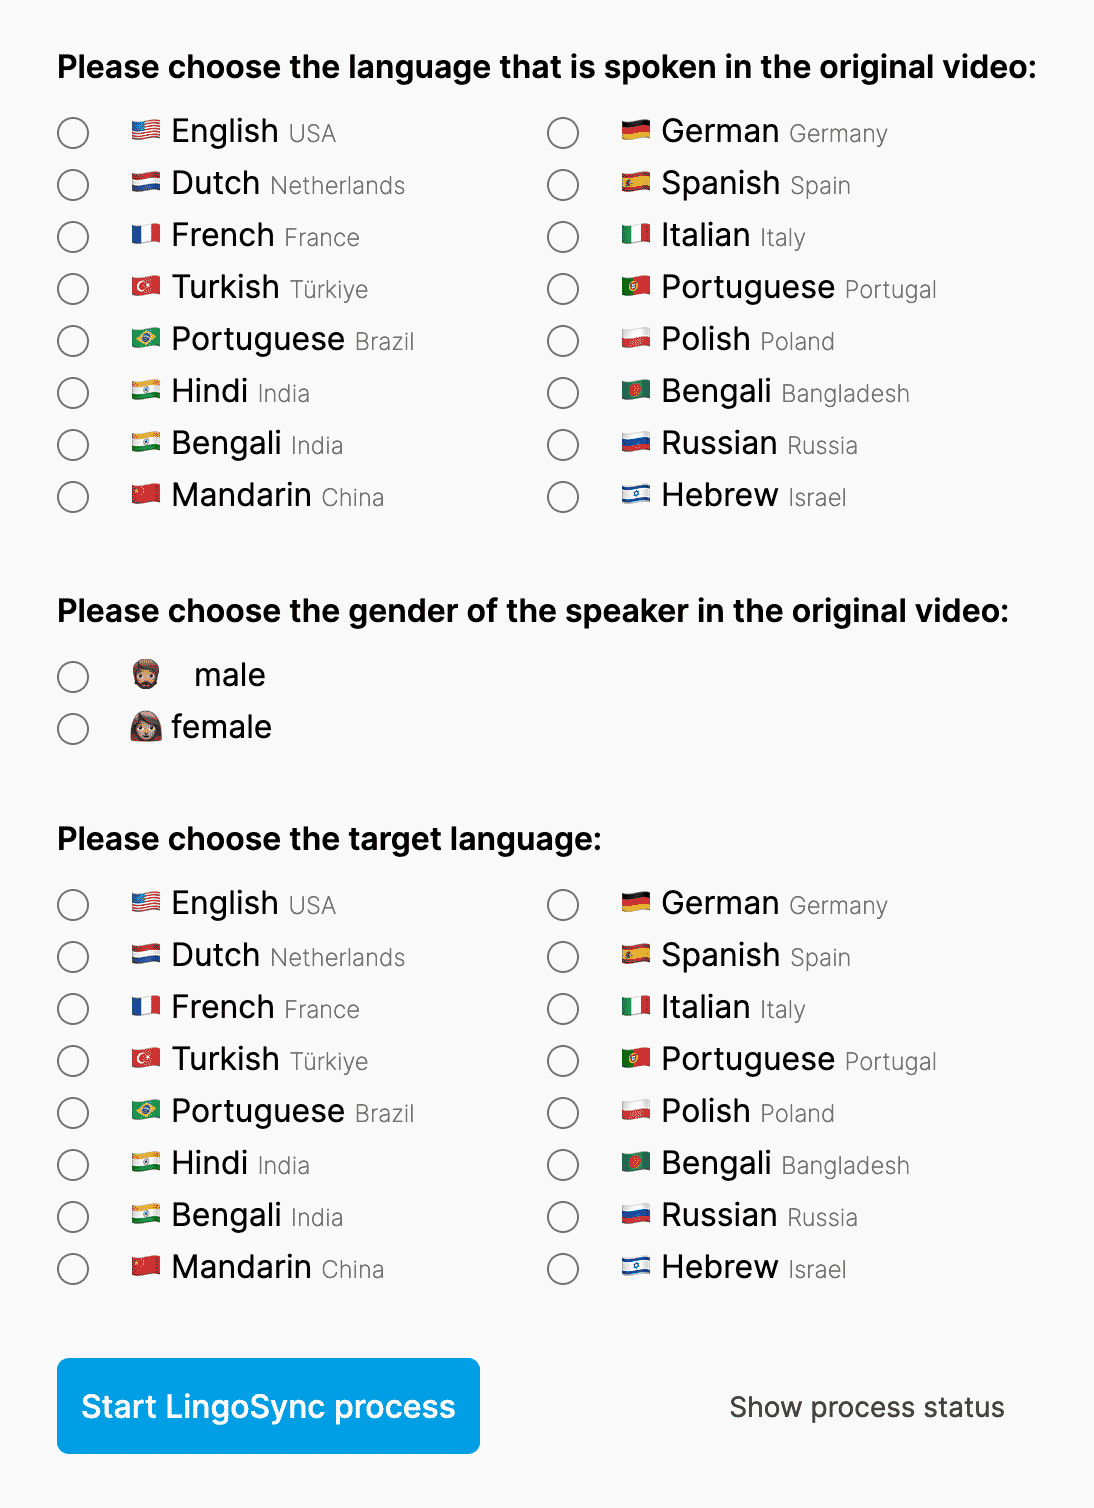 Please choose the language that is spoken in the original video:
English USA
German Germany
Dutch Netherlands
Spanish Spain
French France
Italian Italy
Turkish Türkiye
Portuguese Portugal
Portuguese Brazil
Polish Poland
Hindi India
Bengali Bangladesh
Bengali India
Russian Russia
Mandarin China
Hebrew Israel
Please choose the gender of the speaker in the original video:
male
female
Please choose the target language:
English USA
German Germany
Dutch Netherlands
Spanish Spain
French France
Italian Italy
Turkish Türkiye
Portuguese Portugal
Portuguese Brazil
Polish Poland
Hindi India
Bengali Bangladesh
Bengali India
Russian Russia
Mandarin China
Hebrew Israel
Start LingoSync process
Show process status